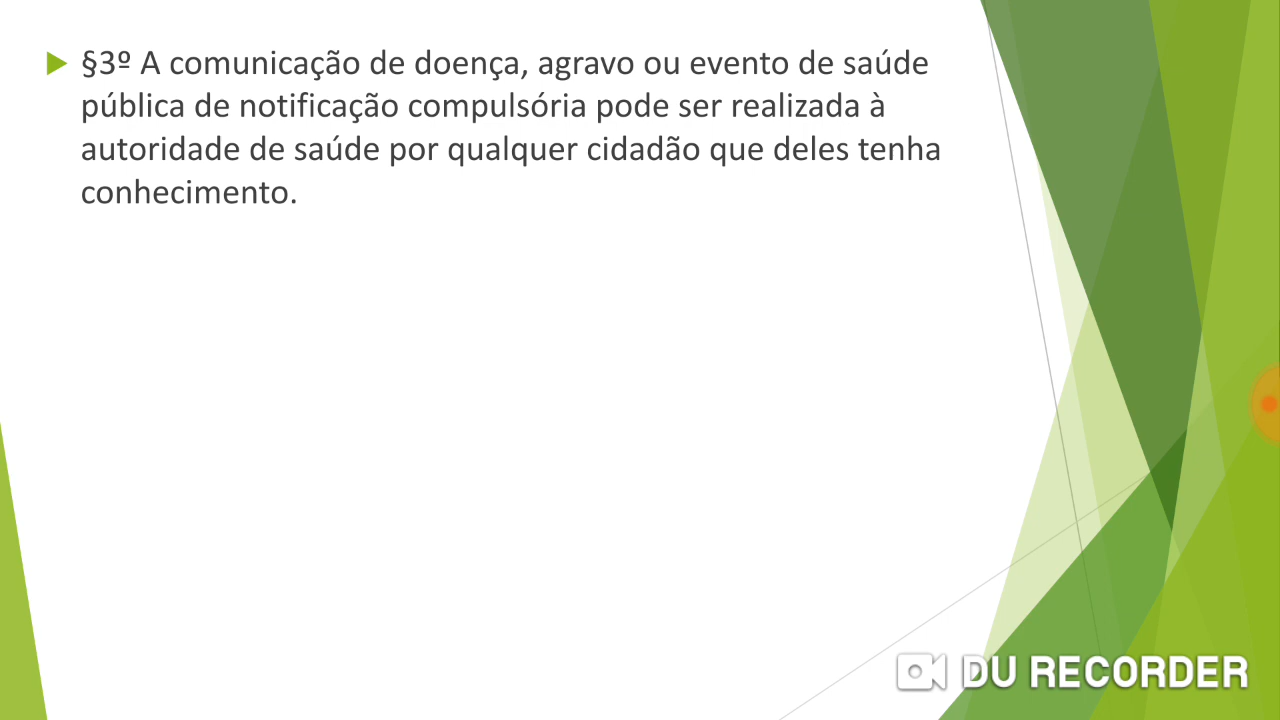 §3º A comunicação de doença, agravo ou evento de saúde
pública de notificação compulsória pode ser realizada à
autoridade de saúde por qualquer cidadão que deles tenha
conhecimento.
DU RECORDER